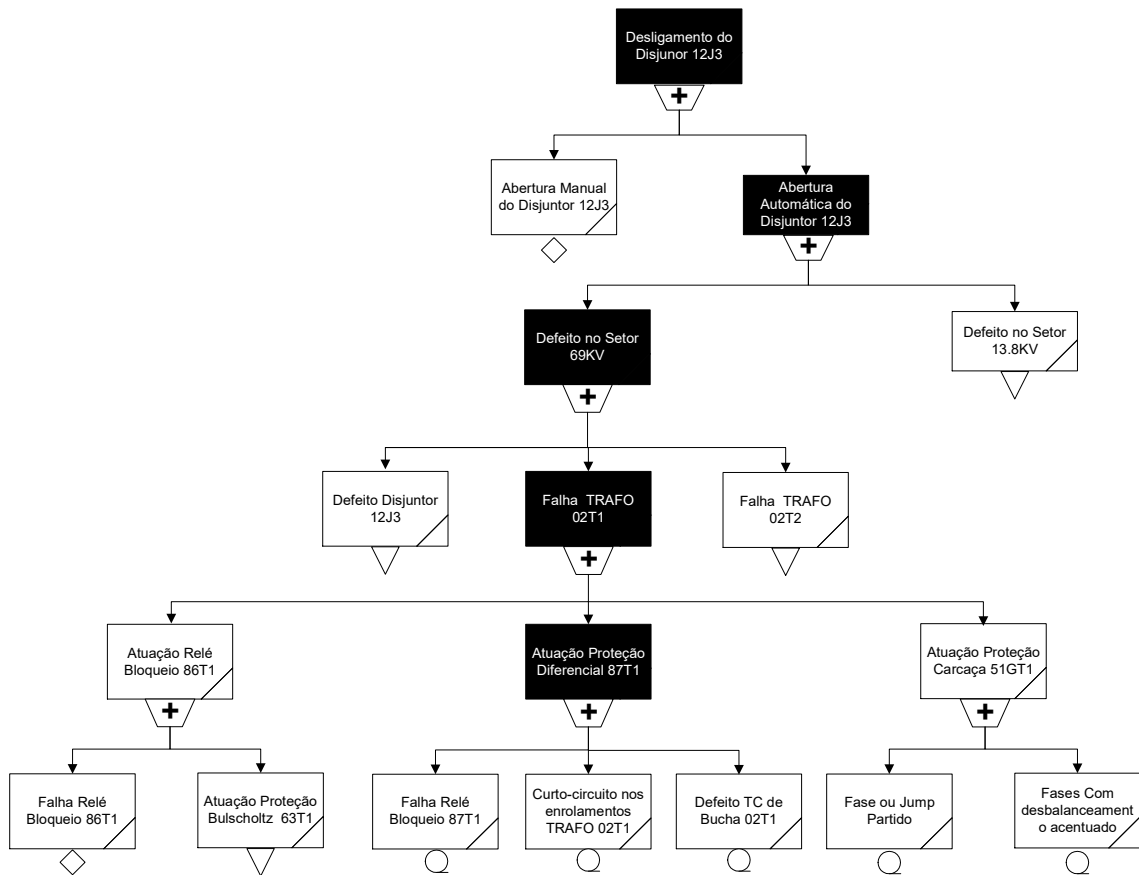 Desligamento do
Disjunor 12J3
Abertura Manual
do Disjuntor 12J3
Abertura
Automática do
Disjuntor 12J3
Defeito no Setor
69KV
Defeito no Setor
13.8KV
Defeito Disjuntor
12J3
Falha TRAFO
02T1
Falha TRAFO
02T2
Atuação Relé
Bloqueio 86T1
Atuação Proteção
Diferencial 87T1
Atuação Proteção
Carcaça 51GT1
Falha Relé
Bloqueio 86T1
Atuação Proteção
Bulscholtz 63T1
Falha Relé
Bloqueio 87T1
Curto-circuito nos
enrolamentos
TRAFO 02T1
Defeito TC de
Bucha 02T1
Fase ou Jump
Partido
Fases Com
desbalanceament
o acentuado